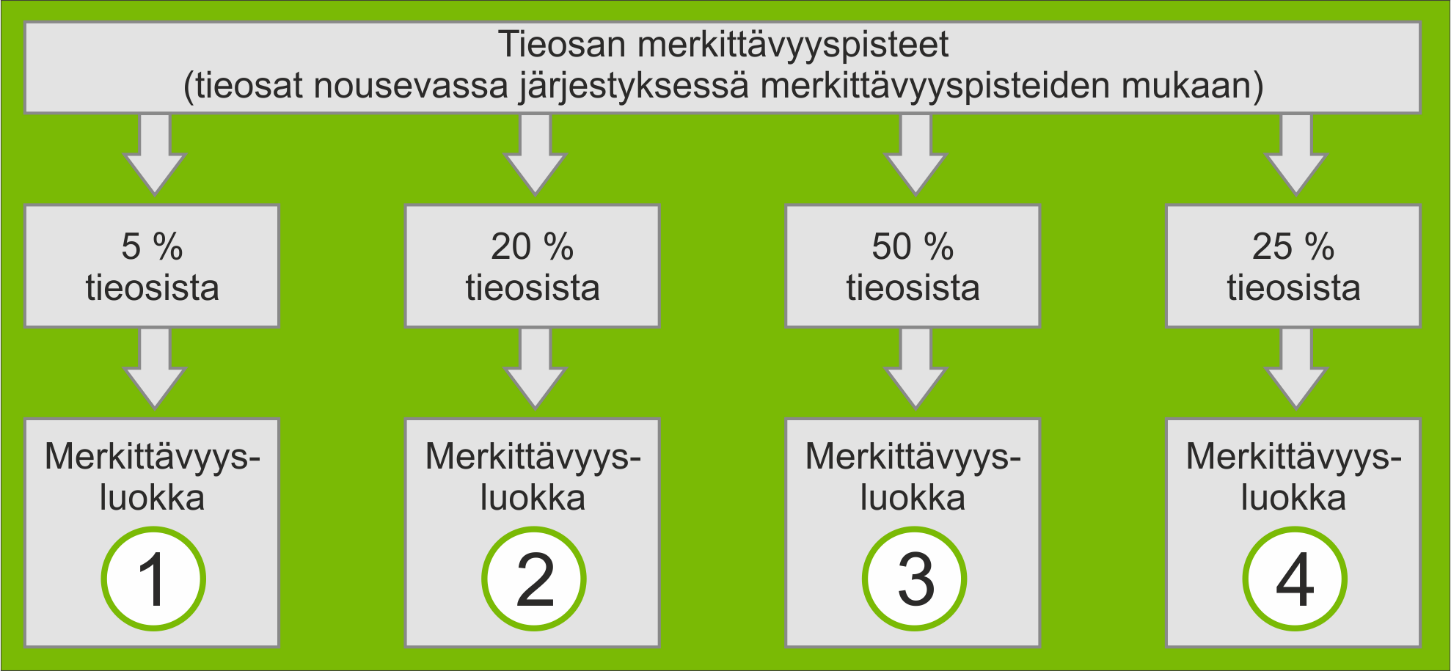 Tieosan merkittävyyspisteet
(tieosat nousevassa järjestyksessä merkittävyyspisteiden mukaan)
5 %
tieosista
20 %
tieosista
50 %
tieosista
25 %
tieosista
Merkittävyys-
luokka
1
Merkittävyys-
luokka
2
Merkittävyys-
luokka
3
Merkittävyys-
luokka
4